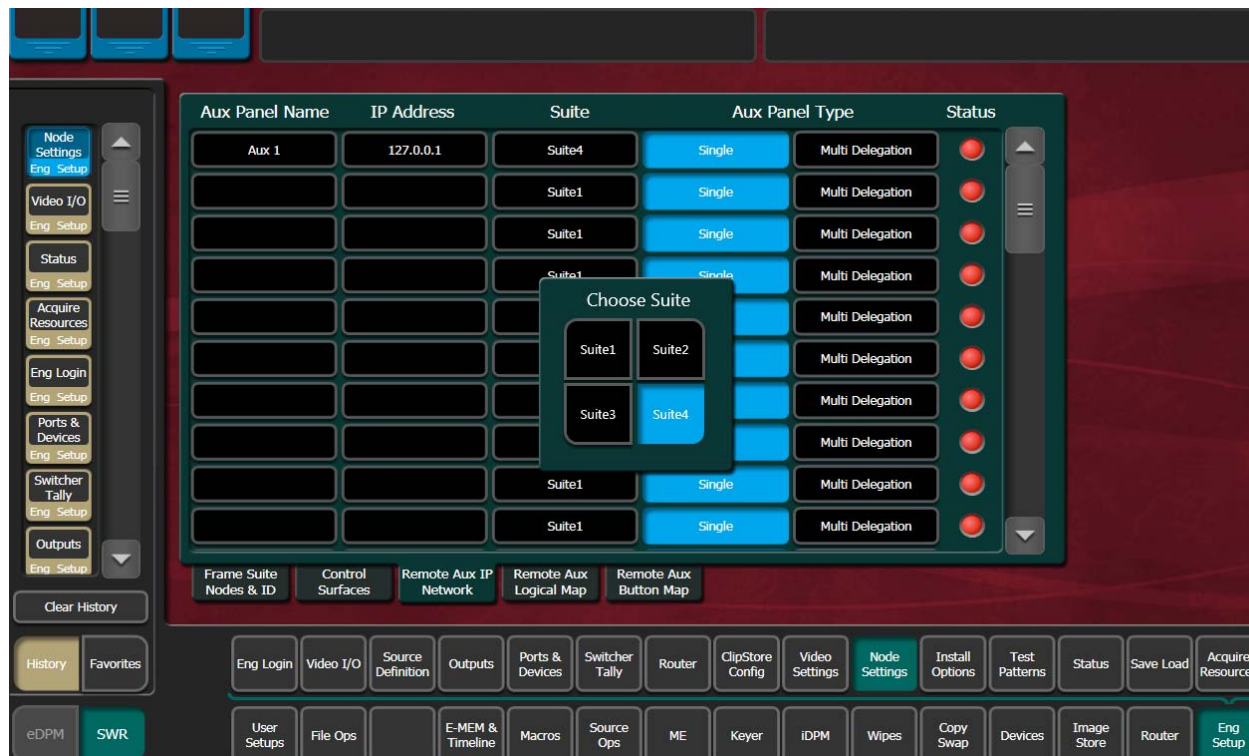 Aux Panel Name IP Address Suite Aux Panel Type Status
Aux 1 127.0.0.1 Suite4 Single Multi Delegation
Suite1 Single Multi Delegation
Suite1 Single Multi Delegation
Suite1 Single Multi Delegation
Multi Delegation
Multi Delegation
Multi Delegation
Multi Delegation
Suite1 Single Multi Delegation
Suite1 Single Multi Delegation
Choose Suite
Suite1 Suite2
Suite3 Suite4
Node
Settings
Eng Setup
Video I/O
Eng Setup
Status
Eng Setup
Acquire
Resources
Eng Setup
Eng Login
Eng Setup
Ports &
Devices
Eng Setup
Switcher
Tally
Eng Setup
Outputs
Eng Setup
Clear History
History Favorites
eDPM SWR
Frame Suite
Nodes & ID
Control
Surfaces
Remote Aux IP
Network
Remote Aux
Logical Map
Remote Aux
Button Map
Eng Login
Video I/O
Source
Definition
Outputs
Ports &
Devices
Switcher
Tally
Router
ClipStore
Config
Video
Settings
Node
Settings
Install
Options
Test
Patterns
Status
Save Load
Acquire
Resource
User
Setups
File Ops
E-MEM &
Timeline
Macros
Source
Ops
ME
Keyer
iDPM
Wipes
Copy
Swap
Devices
Image
Store
Router
Eng
Setup